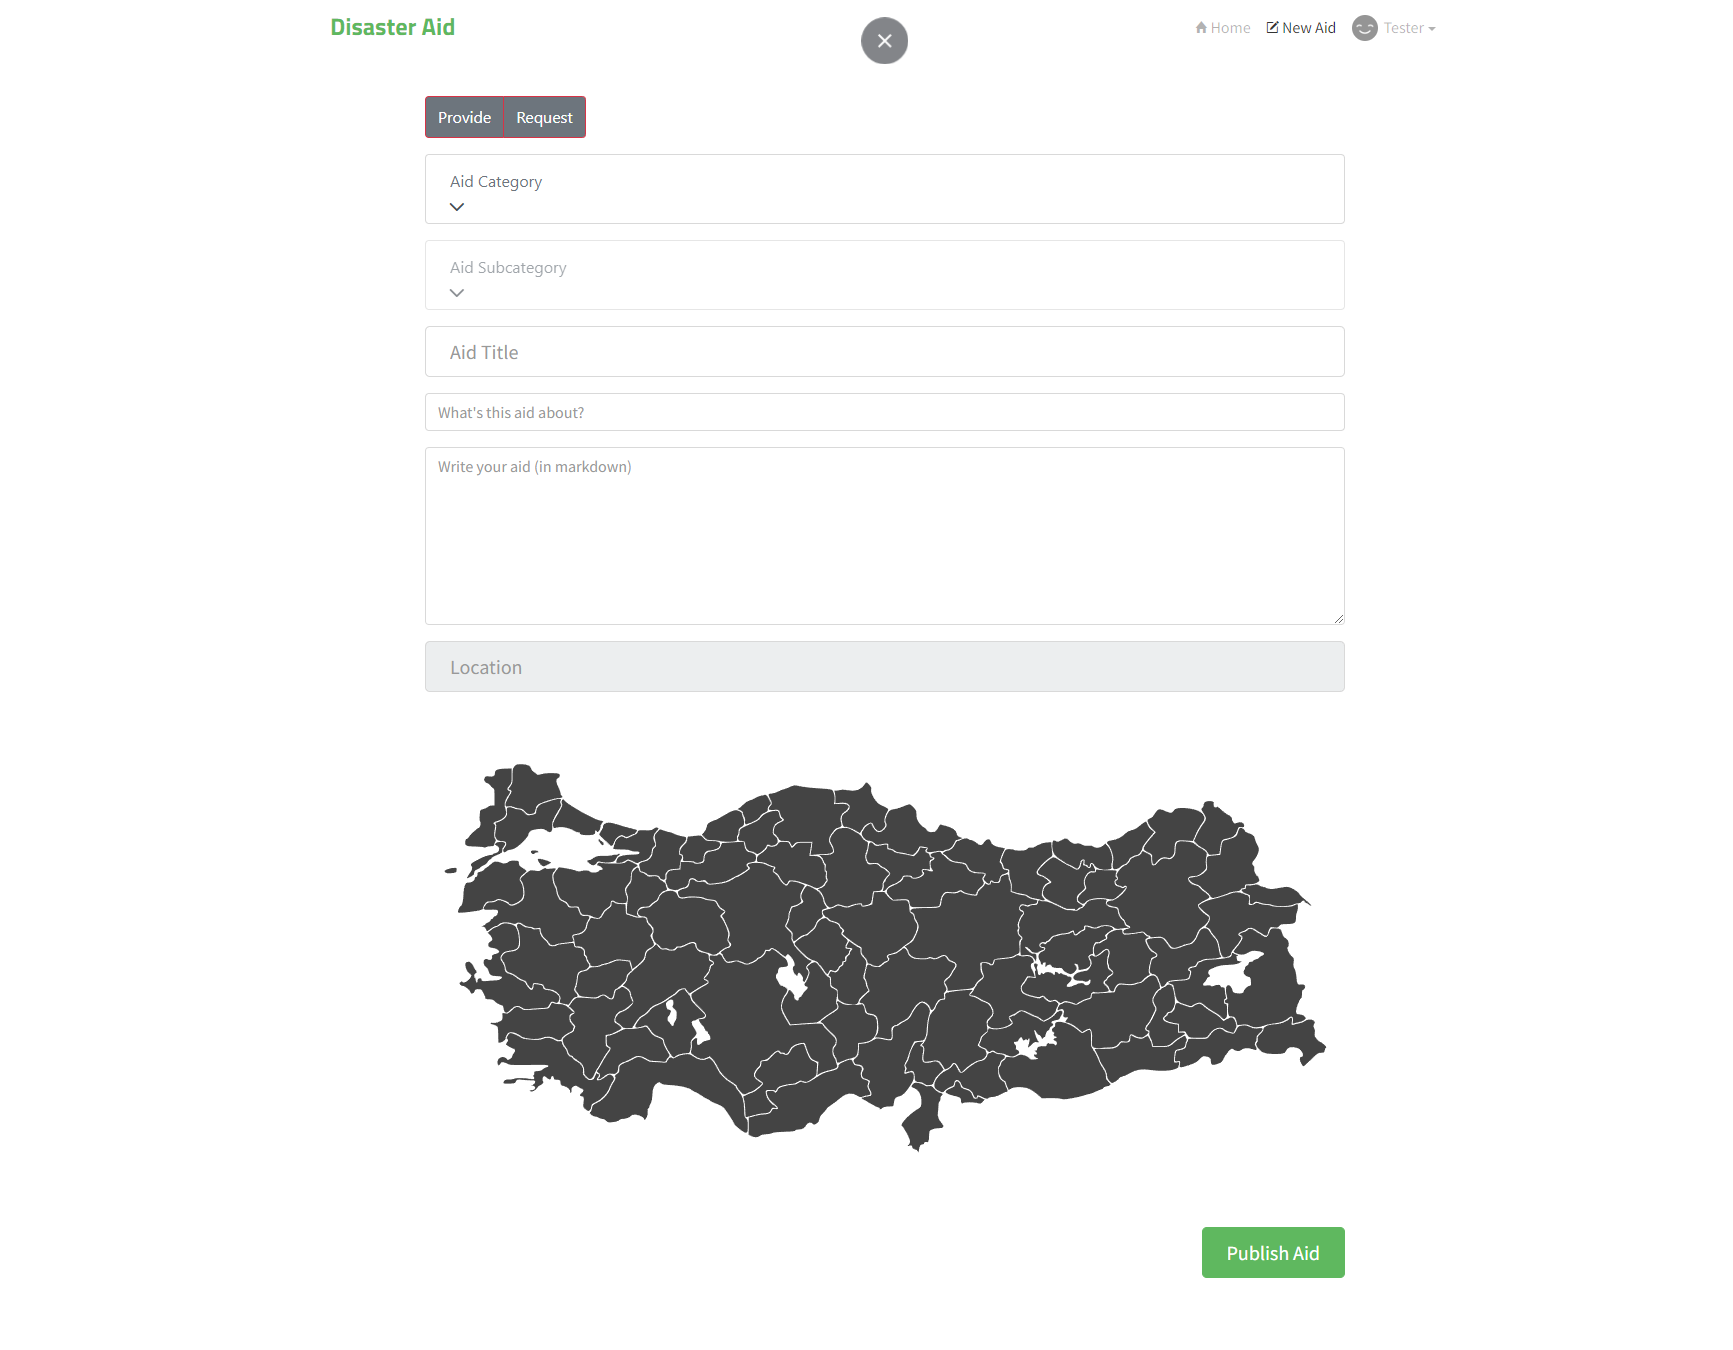 Disaster Aid
Home New Aid Tester
Provide Request
Aid Category
Aid Subcategory
Aid Title
What's this aid about?
Write your aid (in markdown)
Location
Publish Aid